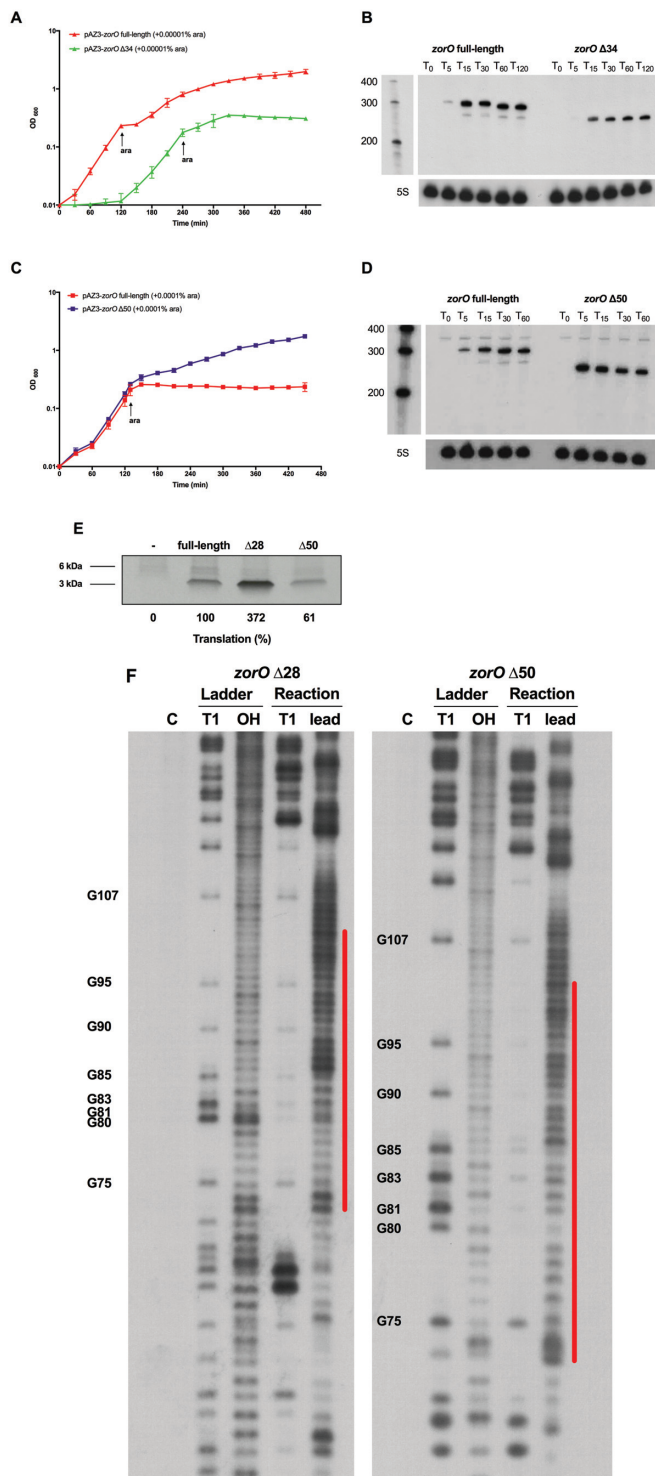 A
pAZ3-zorO full-length (+0.00001% ara)
pAZ3-zorO Δ34 (+0.00001% ara)
OD 600
10
1
0.1
0.01
ara
ara
0 60 120 180 240 300 360 420 480
Time (min)
B
zorO full-length zorO Δ34
T0 T5 T15 T30 T60 T120 T0 T5 T15 T30 T60 T120
400
300
200
5S
C
pAZ3-zorO full-length (+0.0001% ara)
pAZ3-zorO Δ50 (+0.0001% ara)
OD 600
10
1
0.1
0.01
ara
0 60 120 180 240 300 360 420 480
Time (min)
D
zorO full-length zorO Δ50
T0 T5 T15 T30 T60 T0 T5 T15 T30 T60
400
300
200
5S
E
- full-length Δ28 Δ50
6 kDa
3 kDa
0 100 372 61
Translation (%)
F
zorO Δ28
Ladder Reaction
C T1 OH T1 lead
G107
G95
G90
G85
G83
G81
G80
G75
zorO Δ50
Ladder Reaction
C T1 OH T1 lead
G107
G95
G90
G85
G83
G81
G80
G75